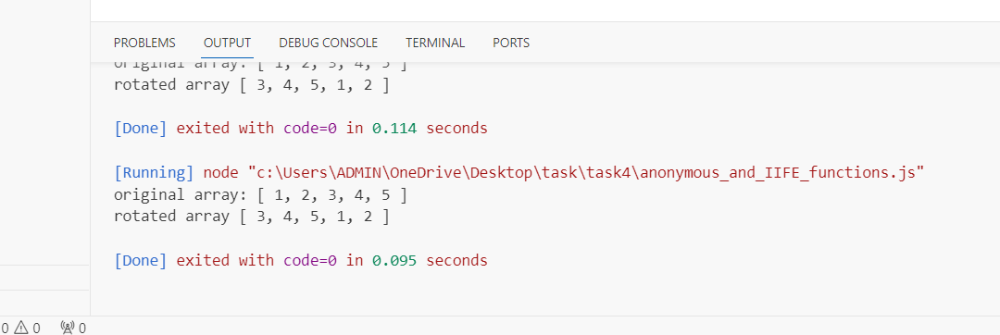 PROBLEMS OUTPUT DEBUG CONSOLE TERMINAL PORTS
original array: [ 1, 2, 3, 4, 5 ]
rotated array [ 3, 4, 5, 1, 2 ]
[Done] exited with code=0 in 0.114 seconds
[Running] node "c:\Users\ADMIN\OneDrive\Desktop\task\task4\anonymous_and_IIFE_functions.js"
original array: [ 1, 2, 3, 4, 5 ]
rotated array [ 3, 4, 5, 1, 2 ]
[Done] exited with code=0 in 0.095 seconds
0 0 0